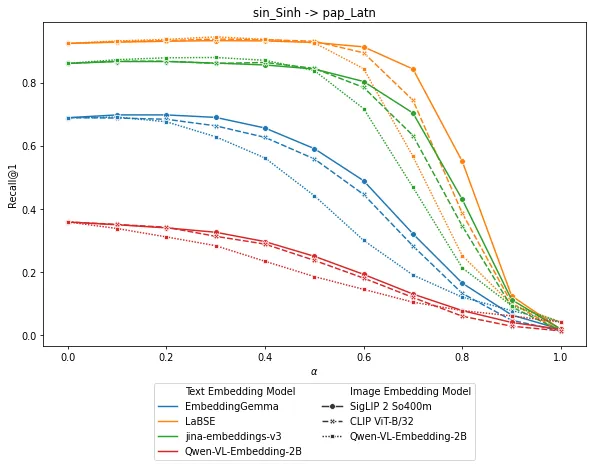 sin_Sinh -> pap_Latn
Recall@1
0.8
0.6
0.4
0.2
0.0
0.0 0.2 0.4 0.6 0.8 1.0
α
Text Embedding Model Image Embedding Model
EmbeddingGemma SigLIP 2 So400m
LaBSE CLIP ViT-B/32
jina-embeddings-v3 Qwen-VL-Embedding-2B
Qwen-VL-Embedding-2B